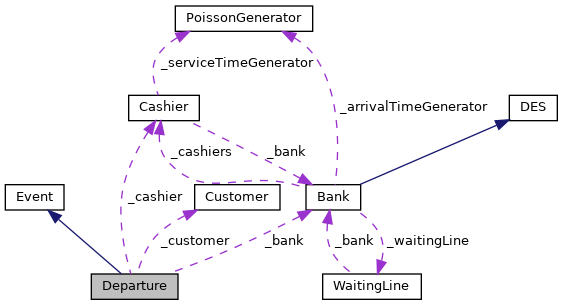 PoissonGenerator
_serviceTimeGenerator
Cashier
_arrivalTimeGenerator
DES
_cashiers
_bank
Event
_cashier
Customer
Bank
_customer
_bank
_bank
_waitingLine
Departure
WaitingLine